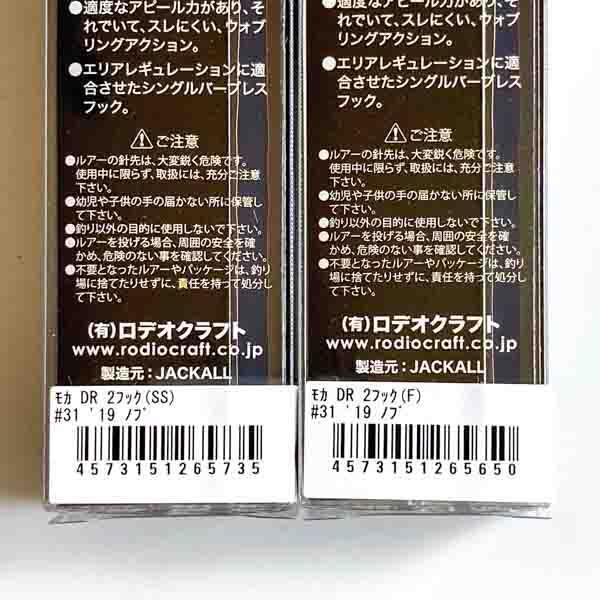 ●適度なアピール力があり、そ
れでいて、スレにくい、ウォブ
リングアクション。
●エリアレギュレーションに適
合させたシングルバーブレス
フック。
⚠ご注意
●ルアーの針先は、大変鋭く危険です。
使用中に限らず、取扱には、充分ご注意
下さい。
●幼児や子供の手の届かない所に保管し
て下さい。
●釣り以外の目的に使用しないで下さい。
●ルアーを投げる場合、周囲の安全を確
かめ、危険のない事を確認してください。
●不要となったルアーやパッケージは、釣り
場に捨てたりせずに、責任を持って処分し
て下さい。
(有)ロデオクラフト
www.rodiocraft.co.jp
製造元：JACKALL
ﾓｶ DR 2フック(SS)
#31 '19 ﾉﾌﾞ
4573151265735
●適度なアピール力があり、そ
れでいて、スレにくい、ウォブ
リングアクション。
●エリアレギュレーションに適
合させたシングルバーブレス
フック。
⚠ご注意
●ルアーの針先は、大変鋭く危険です。
使用中に限らず、取扱には、充分ご注意
下さい。
●幼児や子供の手の届かない所に保管し
て下さい。
●釣り以外の目的に使用しないで下さい。
●ルアーを投げる場合、周囲の安全を確
かめ、危険のない事を確認してください。
●不要となったルアーやパッケージは、釣り
場に捨てたりせずに、責任を持って処分し
て下さい。
(有)ロデオクラフト
www.rodiocraft.co.jp
製造元：JACKALL
ﾓｶ DR 2フック(F)
#31 '19 ﾉﾌﾞ
4573151265650